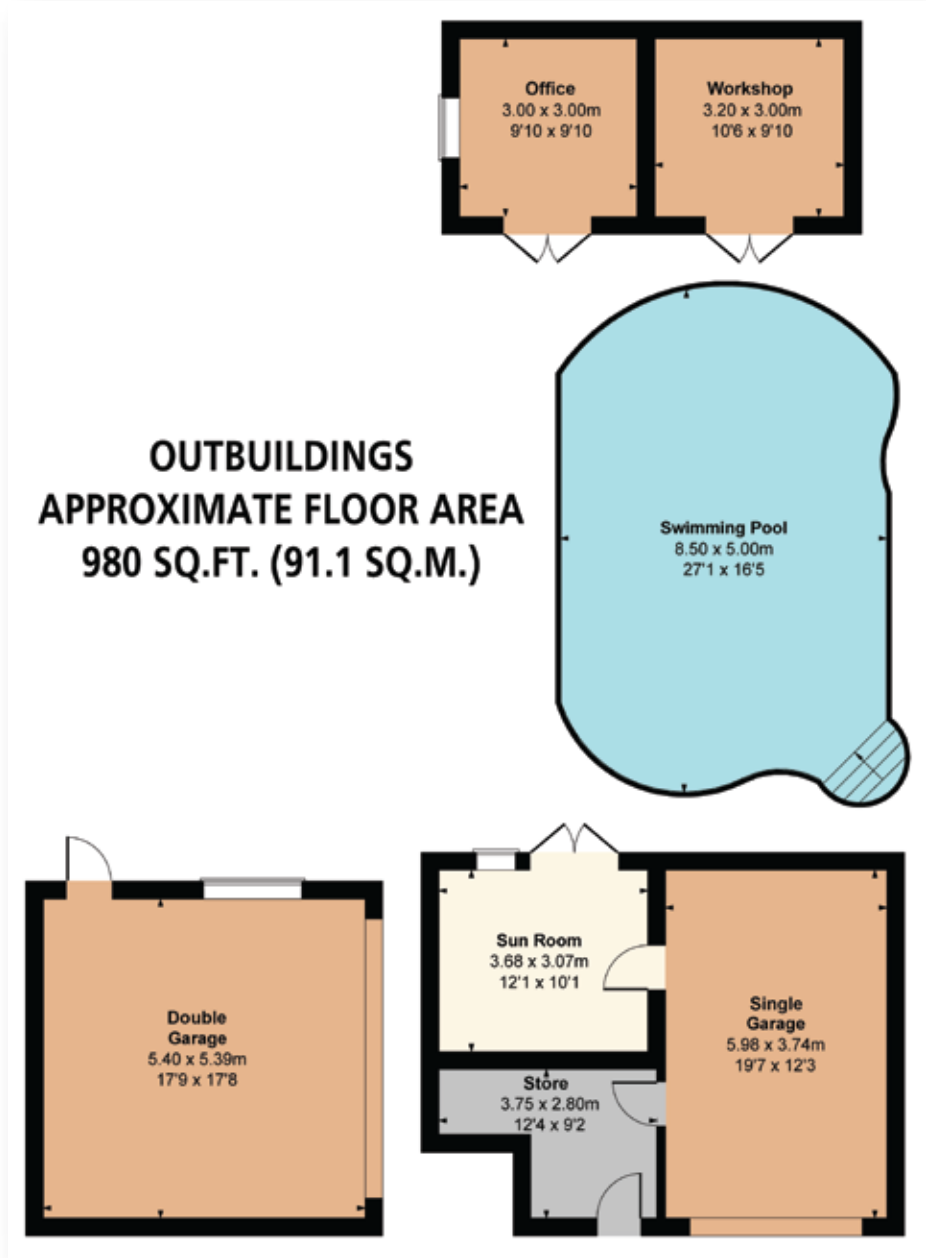 Office
3.00 x 3.00m
9'10 x 9'10
Workshop
3.20 x 3.00m
10'6 x 9'10
OUTBUILDINGS
APPROXIMATE FLOOR AREA
980 SQ.FT. (91.1 SQ.M.)
Swimming Pool
8.50 x 5.00m
27'1 x 16'5
Double
Garage
5.40 x 5.39m
17'9 x 17'8
Sun Room
3.68 x 3.07m
12'1 x 10'1
Store
3.75 x 2.80m
12'4 x 9'2
Single
Garage
5.98 x 3.74m
19'7 x 12'3